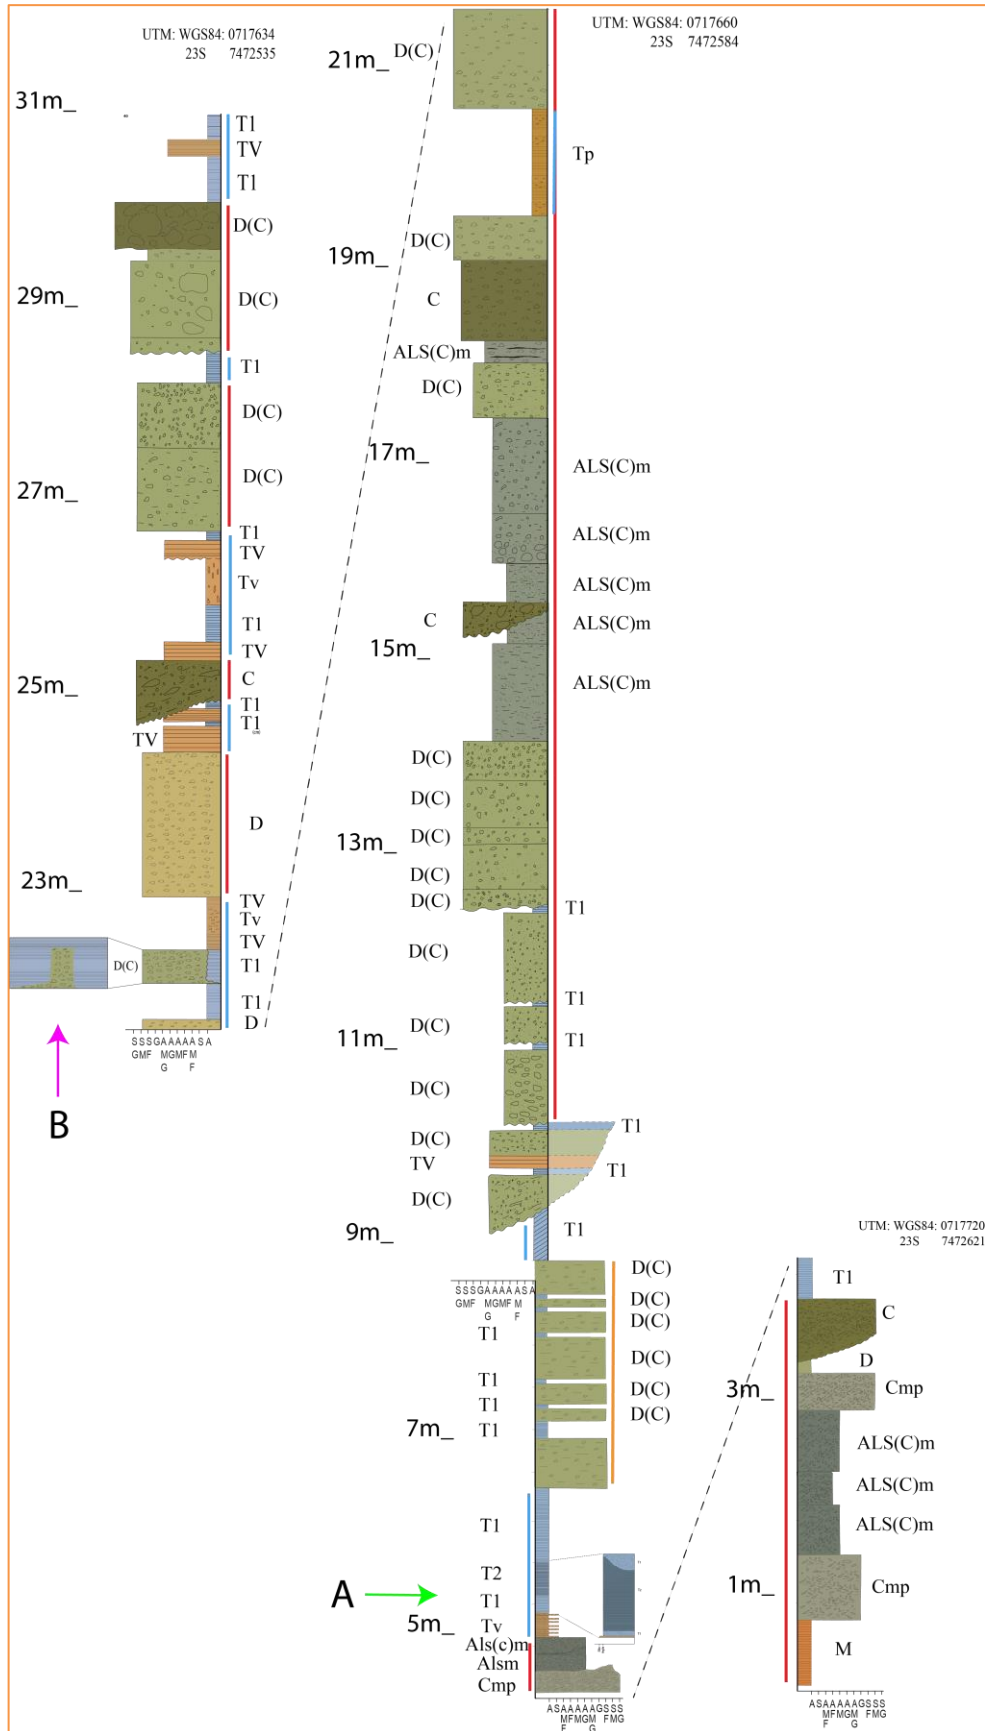 UTM: WGS84: 0717634
23S 7472535
31m_
T1
TV
T1
D(C)
29m_
D(C)
T1
D(C)
27m_
D(C)
T1
TV
Tv
T1
TV
25m_
C
T1
T1
TV
D
23m_
TV
Tv
TV
D(C)
T1
T1
D
S S S G A A A A A S A
G M F M G M F M
G F
B
UTM: WGS84: 0717660
23S 7472584
21m_
D(C)
Tp
19m_
D(C)
C
ALS(C)m
D(C)
17m_
ALS(C)m
ALS(C)m
ALS(C)m
C
ALS(C)m
15m_
ALS(C)m
D(C)
D(C)
13m_
D(C)
D(C)
D(C)
T1
D(C)
T1
11m_
D(C)
T1
D(C)
T1
D(C)
TV
T1
D(C)
9m_
T1
S S S G A A A A A S A
G M F M G M F M
G F
D(C)
D(C)
D(C)
T1
D(C)
T1
D(C)
T1
D(C)
7m_
T1
T1
T2
A
T1
5m_
Tv
Als(c)m
Alsm
Cmp
A S A A A A A G S S S
M F M G M F M G
F G
UTM: WGS84: 0717720
23S 7472621
T1
C
D
3m_
Cmp
ALS(C)m
ALS(C)m
ALS(C)m
1m_
Cmp
M
A S A A A A A G S S S
M F M G M F M G
F G